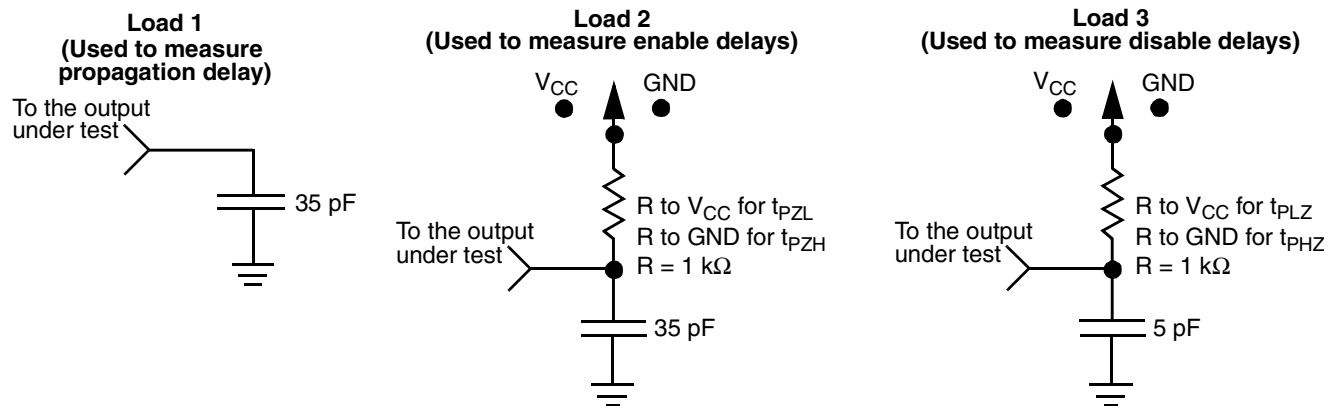 Load 1
(Used to measure
propagation delay)
To the output
under test
35 pF
Load 2
(Used to measure enable delays)
VCC
GND
R to VCC for tPZL
R to GND for tPZH
R = 1 kΩ
To the output
under test
35 pF
Load 3
(Used to measure disable delays)
VCC
GND
R to VCC for tPLZ
R to GND for tPHZ
R = 1 kΩ
To the output
under test
5 pF